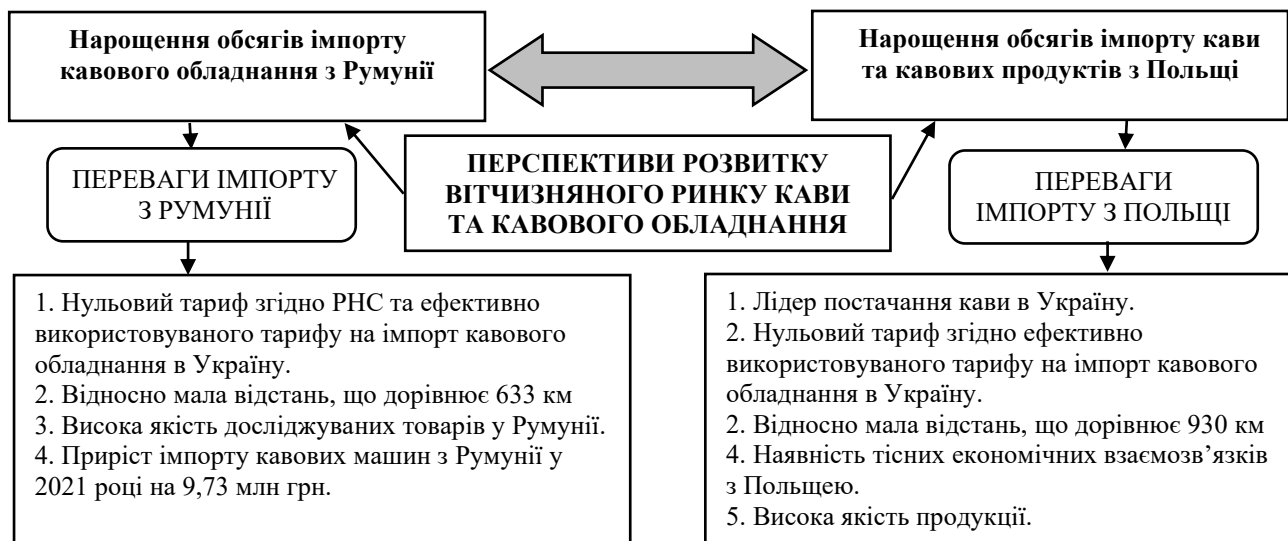 Нарощення обсягів імпорту
кавового обладнання з Румунії
Нарощення обсягів імпорту кави
та кавових продуктів з Польщі
ПЕРСПЕКТИВИ РОЗВИТКУ
ВІТЧИЗНЯНОГО РИНКУ КАВИ
ТА КАВОВОГО ОБЛАДНАННЯ
ПЕРЕВАГИ ІМПОРТУ
З РУМУНІЇ
ПЕРЕВАГИ
ІМПОРТУ З ПОЛЬЩІ
1. Нульовий тариф згідно РНС та ефективно
використовуваного тарифу на імпорт кавового
обладнання в Україну.
2. Відносно мала відстань, що дорівнює 633 км
3. Висока якість досліджуваних товарів у Румунії.
4. Приріст імпорту кавових машин з Румунії у
2021 році на 9,73 млн грн.
1. Лідер постачання кави в Україну.
2. Нульовий тариф згідно ефективно
використовуваного тарифу на імпорт кавового
обладнання в Україну.
2. Відносно мала відстань, що дорівнює 930 км
4. Наявність тісних економічних взаємозв’язків
з Польщею.
5. Висока якість продукції.